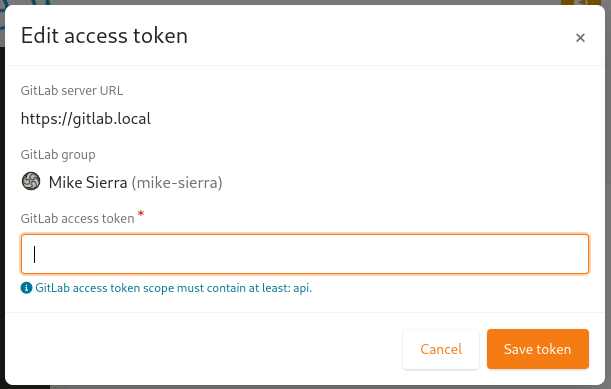 Edit access token
×
GitLab server URL
https://gitlab.local
GitLab group
Mike Sierra (mike-sierra)
GitLab access token *
GitLab access token scope must contain at least: api.
Cancel
Save token